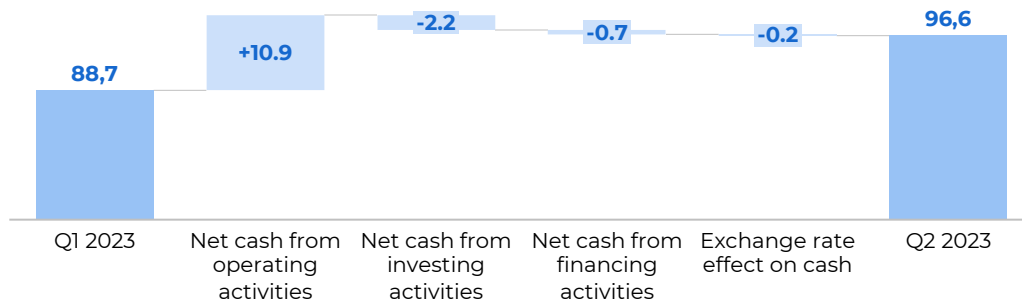 88,7
+10.9
-2.2
-0.7
-0.2
96,6
Q1 2023
Net cash from
operating
activities
Net cash from
investing
activities
Net cash from
financing
activities
Exchange rate
effect on cash
Q2 2023